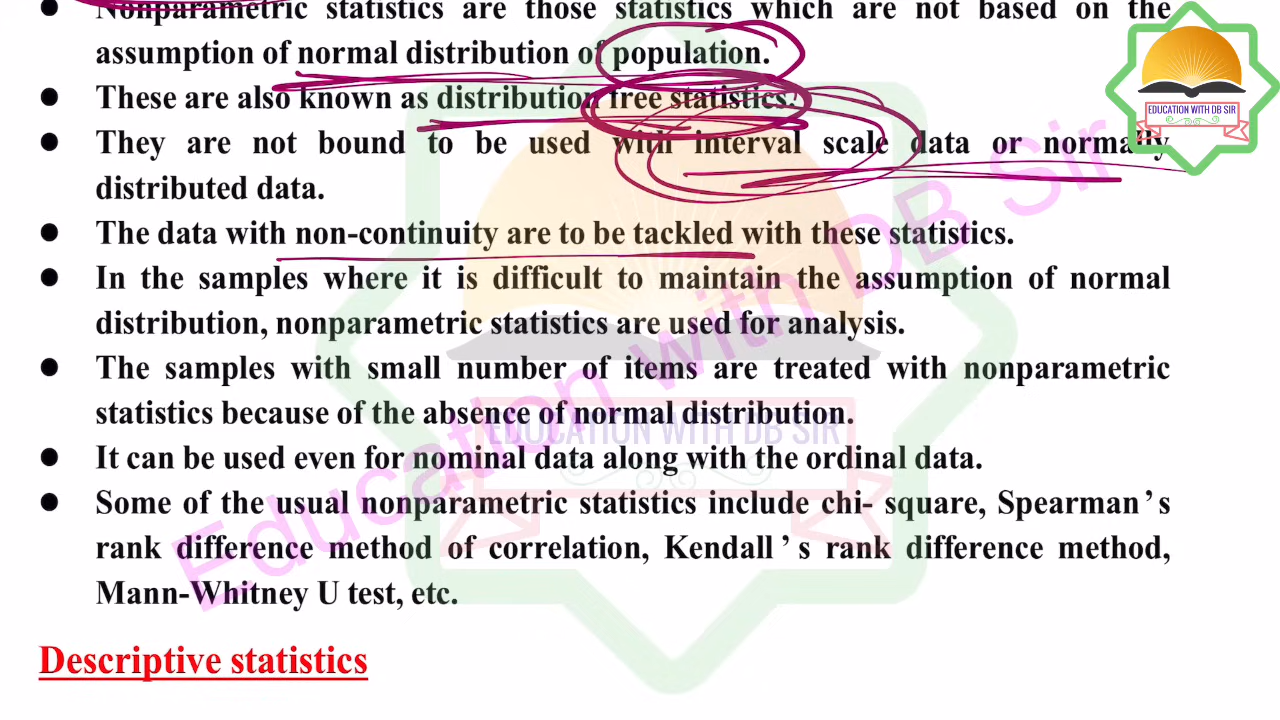 Nonparametric statistics are those statistics which are not based on the
assumption of normal distribution of population.
● These are also known as distribution free statistics.
● They are not bound to be used with interval scale data or normally
distributed data.
● The data with non-continuity are to be tackled with these statistics.
● In the samples where it is difficult to maintain the assumption of normal
distribution, nonparametric statistics are used for analysis.
● The samples with small number of items are treated with nonparametric
statistics because of the absence of normal distribution.
● It can be used even for nominal data along with the ordinal data.
● Some of the usual nonparametric statistics include chi- square, Spearman’s
rank difference method of correlation, Kendall’s rank difference method,
Mann-Whitney U test, etc.
Descriptive statistics
EDUCATION WITH DB SIR
EDUCATION WITH DB SIR
Education with DB Sir